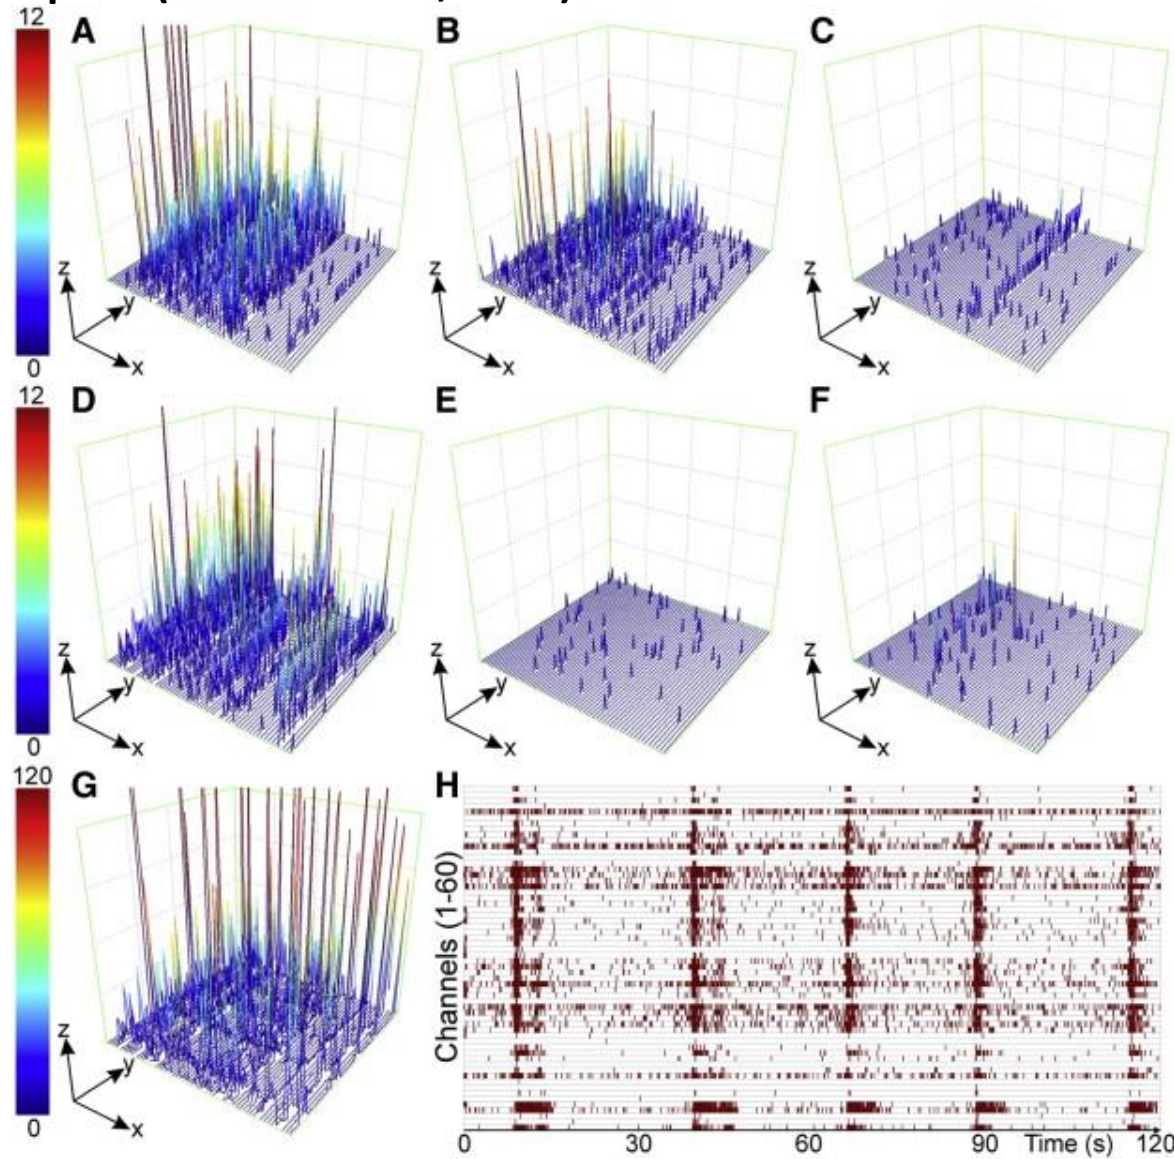 12 A B C
z z z
y y y
0 x x x
12 D E F
z z z
y y y
0 x x x
120 G H
Channels (1-60)
z
y
0 x
0 30 60 90 Time (s) 120